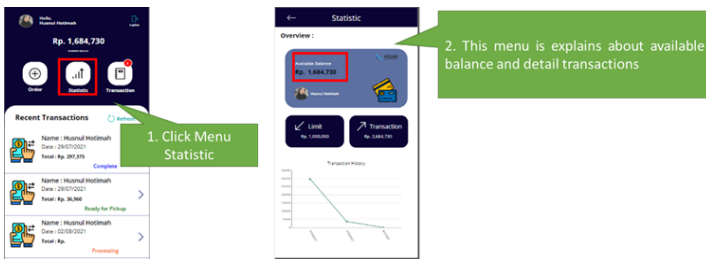 Hello,
Husnul Hotimah
Logout
Rp. 1,684,730
Available Balance
Order
Statistic
Transaction
Recent Transactions
Refresh
Name : Husnul Hotimah
Date : 29/07/2021
Total : Rp. 297,375
Complete
Name : Husnul Hotimah
Date : 29/07/2021
Total : Rp. 36,960
Ready for Pickup
Name : Husnul Hotimah
Date : 02/08/2021
Total : Rp.
Processing
1. Click Menu
Statistic
Statistic
Overview :
Available Balance
Rp. 1,684,730
Husnul Hotimah
Limit
Rp. 1,000,000
Transaction
Rp. 2,684,730
Transaction History
2. This menu is explains about available
balance and detail transactions